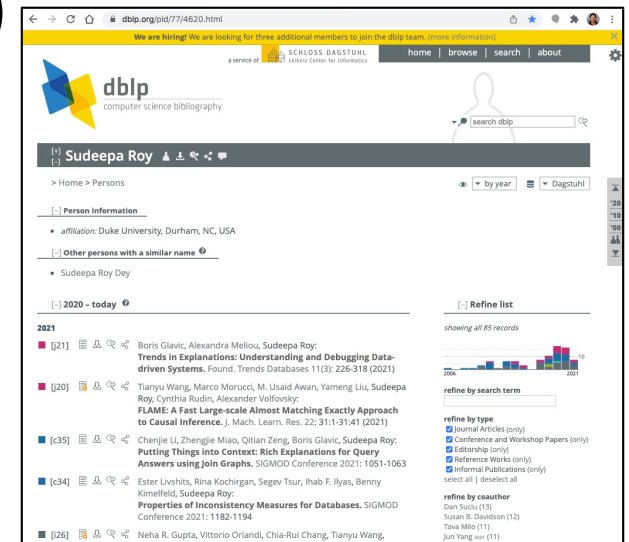 dblp.org/pid/77/4620.html
We are hiring! We are looking for three additional members to join the dblp team. (more information)
a service of
SCHLOSS DAGSTUHL
Leibniz Center for Informatics
home | browse | search | about
dblp
computer science bibliography
search dblp
[+]
[-] Sudeepa Roy
> Home > Persons
by year
Dagstuhl
'20
'10
'00
[-] Person information
affiliation: Duke University, Durham, NC, USA
[-] Other persons with a similar name ?
Sudeepa Roy Dey
[-] 2020 – today ?
2021
[j21] Boris Glavic, Alexandra Meliou, Sudeepa Roy:
Trends in Explanations: Understanding and Debugging Data-
driven Systems. Found. Trends Databases 11(3): 226-318 (2021)
[j20] Tianyu Wang, Marco Morucci, M. Usaid Awan, Yameng Liu, Sudeepa
Roy, Cynthia Rudin, Alexander Volfovsky:
FLAME: A Fast Large-scale Almost Matching Exactly Approach
to Causal Inference. J. Mach. Learn. Res. 22: 31:1-31:41 (2021)
[c35] Chenjie Li, Zhengjie Miao, Qitian Zeng, Boris Glavic, Sudeepa Roy:
Putting Things into Context: Rich Explanations for Query
Answers using Join Graphs. SIGMOD Conference 2021: 1051-1063
[c34] Ester Livshits, Rina Kochirgan, Segev Tsur, Ihab F. Ilyas, Benny
Kimelfeld, Sudeepa Roy:
Properties of Inconsistency Measures for Databases. SIGMOD
Conference 2021: 1182-1194
[i26] Neha R. Gupta, Vittorio Orlandi, Chia-Rui Chang, Tianyu Wang,
[-] Refine list
showing all 85 records
10
2006
2021
refine by search term
refine by type
Journal Articles (only)
Conference and Workshop Papers (only)
Editorship (only)
Reference Works (only)
Informal Publications (only)
select all | deselect all
refine by coauthor
Dan Suciu (13)
Susan B. Davidson (12)
Tova Milo (11)
Jun Yang 0001 (11)